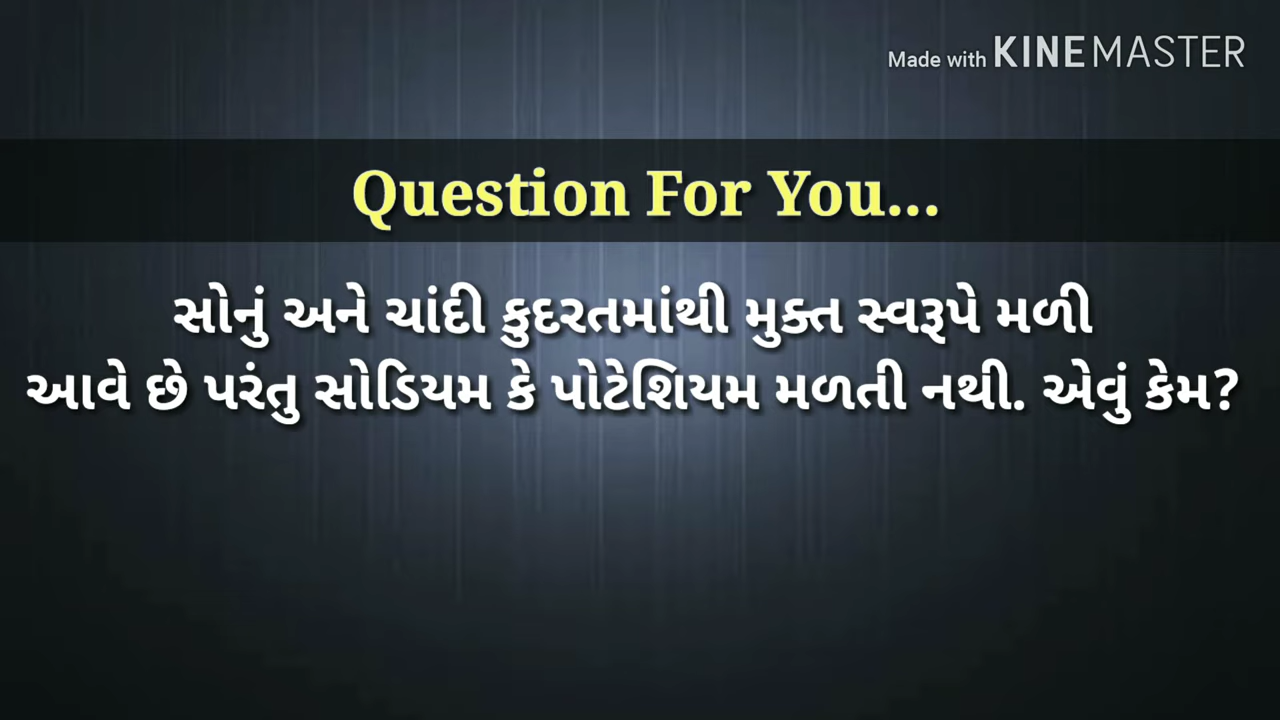 Made with KINEMASTER
Question For You...
સોનું અને ચાંદી કુદરતમાંથી મુક્ત સ્વરૂપે મળી
આવે છે પરંતુ સોડિયમ કે પોટેશિયમ મળતી નથી. એવું કેમ?